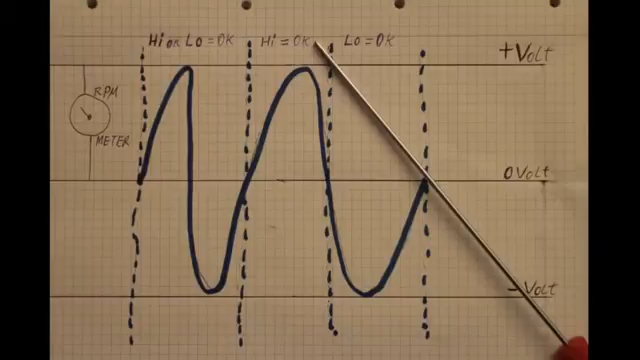 Hi OR Lo = OK Hi = OK Lo = OK
+Volt
RPM
METER
0Volt
-Volt